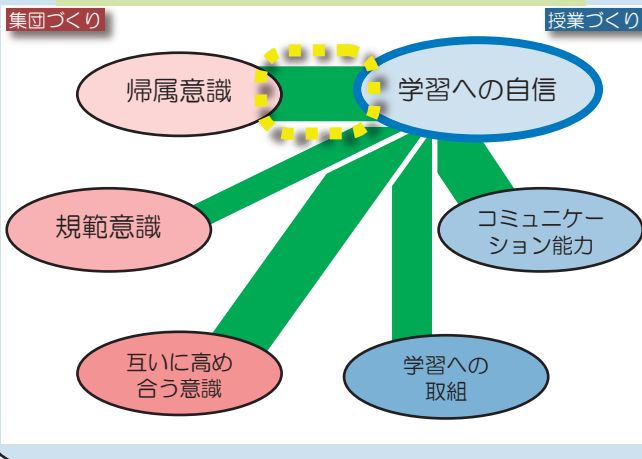 集団づくり
授業づくり
帰属意識
学習への自信
規範意識
コミュニケー
ション能力
互いに高め
合う意識
学習への
取組